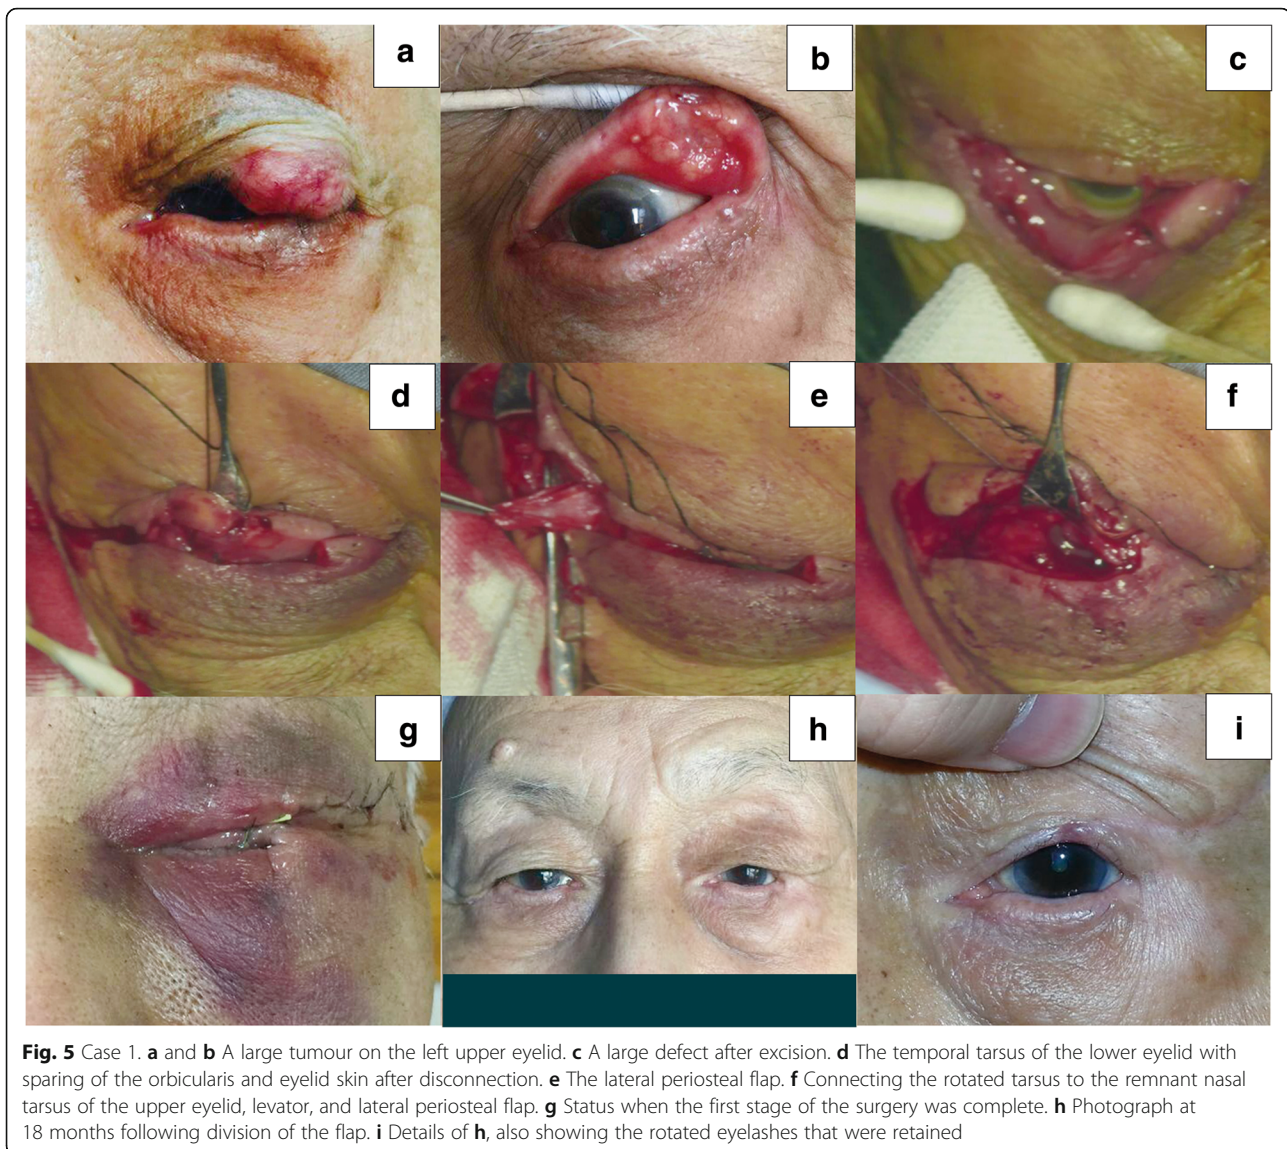 a
b
c
d
e
f
g
h
i
Fig. 5 Case 1. a and b A large tumour on the left upper eyelid. c A large defect after excision. d The temporal tarsus of the lower eyelid with
sparing of the orbicularis and eyelid skin after disconnection. e The lateral periosteal flap. f Connecting the rotated tarsus to the remnant nasal
tarsus of the upper eyelid, levator, and lateral periosteal flap. g Status when the first stage of the surgery was complete. h Photograph at
18 months following division of the flap. i Details of h, also showing the rotated eyelashes that were retained